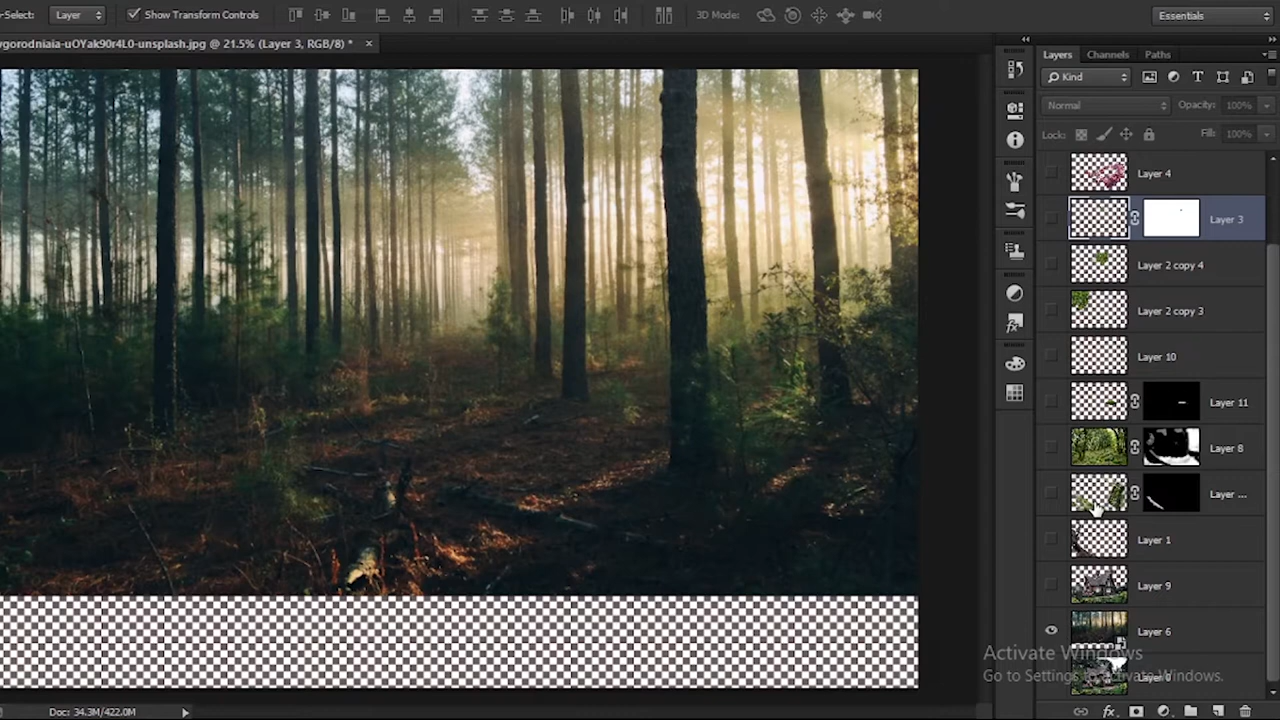 -Select: Layer Show Transform Controls 3D Mode: Essentials
ygorodniaia-uOYak90r4L0-unsplash.jpg @ 21.5% (Layer 3, RGB/8) * ×
Layers Channels Paths
Kind
Normal Opacity: 100%
Lock: Fill: 100%
Layer 4
Layer 3
Layer 2 copy 4
Layer 2 copy 3
Layer 10
Layer 11
Layer 8
Layer ...
Layer 1
Layer 9
Layer 6
Activate Windows
Go to Settings to activate Windows.
Doc: 34.3M/422.0M
fx